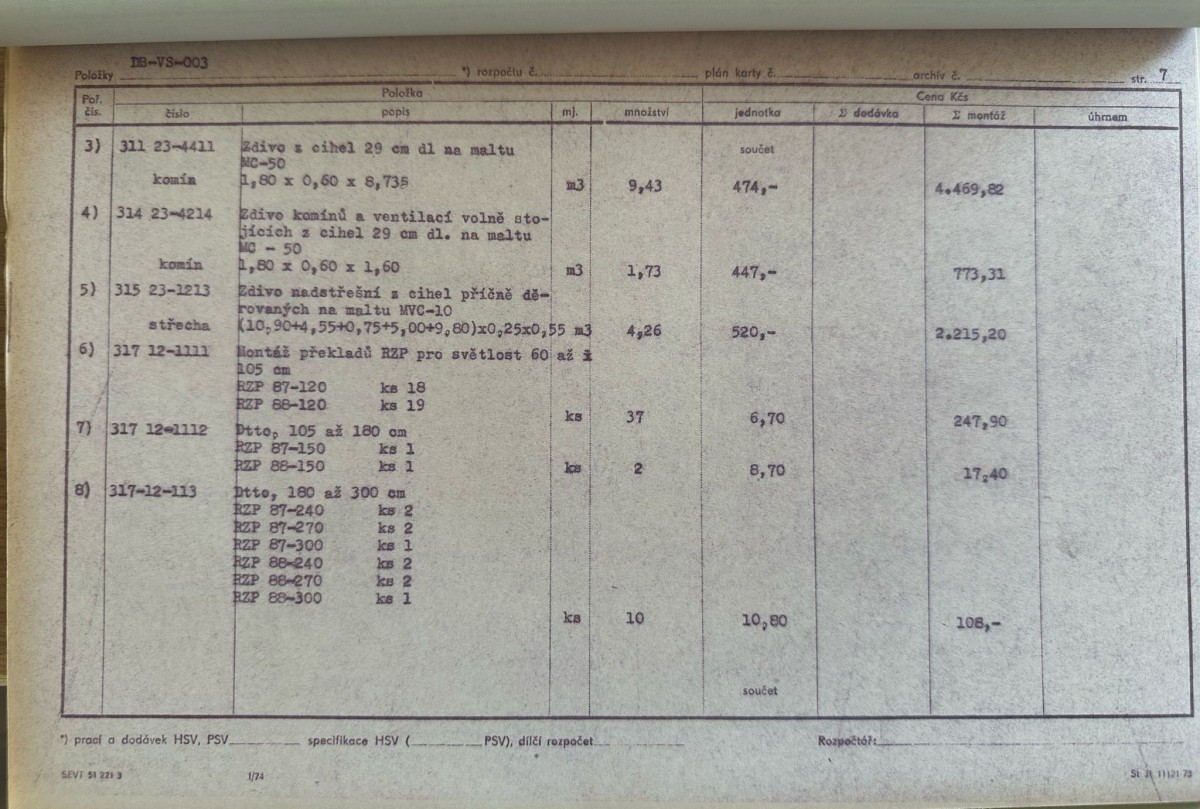 DB-VS-003
Položky *) rozpočtu č. plán karty č. archiv č. str. 7
Poř. čís. Položka Cena Kčs
číslo popis mj. množství jednotka Σ dodávka Σ montáž úhrnem
3) 311 23-4411 Zdivo z cihel 29 cm dl na maltu součet
MC-50
komín 1,80 x 0,60 x 8,735 m3 9,43 474,- 4.469,82
4) 314 23-4214 Zdivo komínů a ventilací volně sto-
jících z cihel 29 cm dl. na maltu
MC - 50
komín 1,80 x 0,60 x 1,60 m3 1,73 447,- 773,31
5) 315 23-1213 Zdivo nadstřešní z cihel příčně dě-
rovaných na maltu MVC-10
střecha (10,90+4,55+0,75+5,00+9,80)x0,25x0,55 m3 4,26 520,- 2.215,20
6) 317 12-1111 Montáž překladů RZP pro světlost 60 až
105 cm
RZP 87-120 ks 18
RZP 88-120 ks 19
ks 37 6,70 247,90
7) 317 12-1112 Dtto, 105 až 180 cm
RZP 87-150 ks 1
RZP 88-150 ks 1 ks 2 8,70 17,40
8) 317-12-113 Dtto, 180 až 300 cm
RZP 87-240 ks 2
RZP 87-270 ks 2
RZP 87-300 ks 1
RZP 88-240 ks 2
RZP 88-270 ks 2
RZP 88-300 ks 1
ks 10 10,80 108,-
součet
*) prací a dodávek HSV, PSV specifikace HSV ( PSV), dílčí rozpočet Rozpočtář:
SEVT 51 221 3 1/74 11121 73